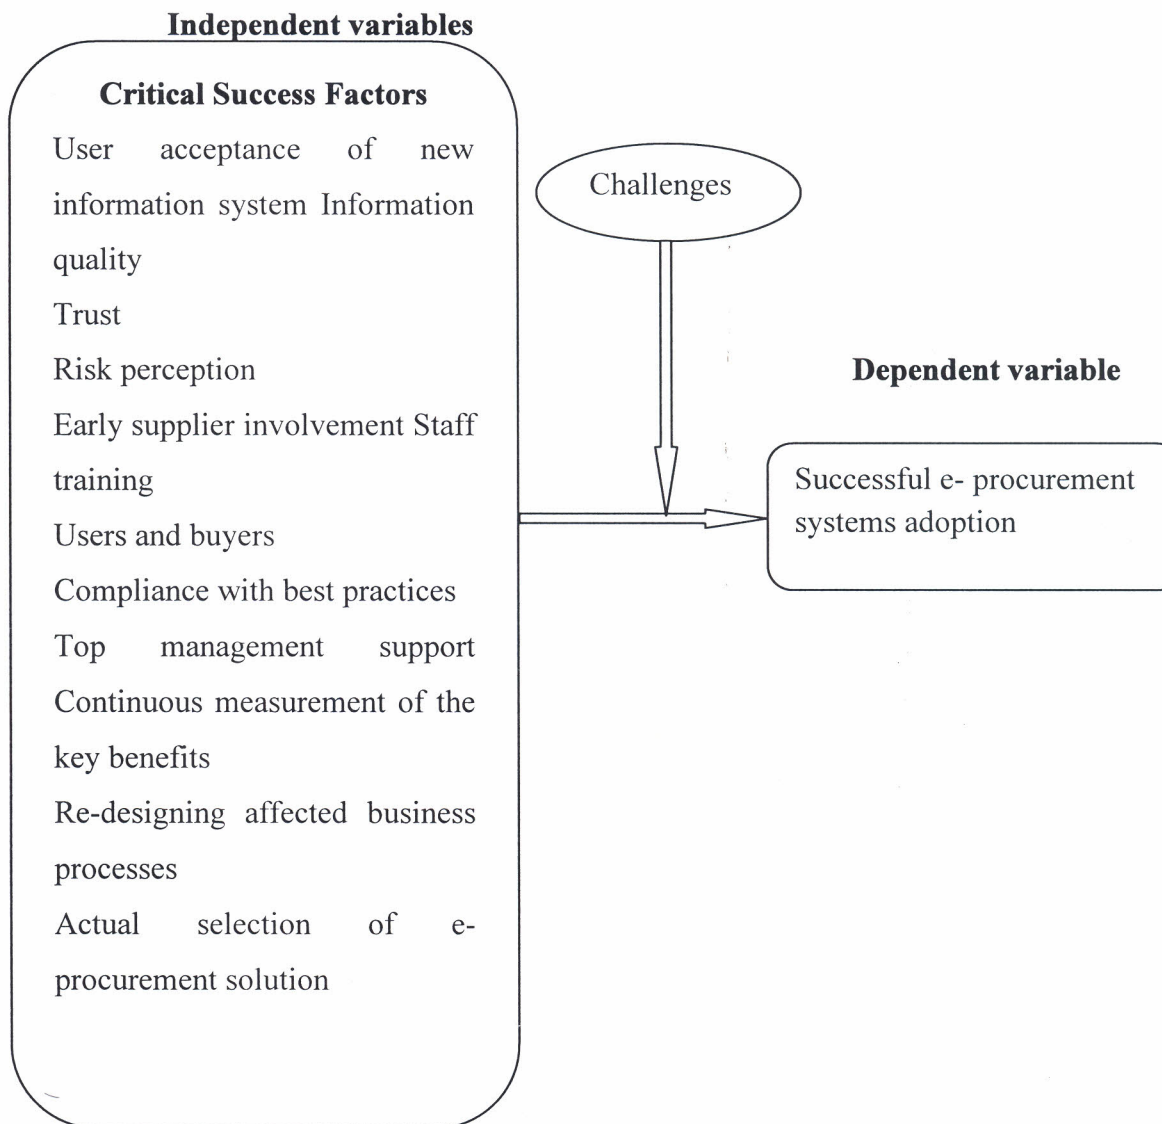 Independent variables
Critical Success Factors
User acceptance of new
information system Information
quality
Trust
Risk perception
Early supplier involvement Staff
training
Users and buyers
Compliance with best practices
Top management support
Continuous measurement of the
key benefits
Re-designing affected business
processes
Actual selection of e-
procurement solution
Challenges
Dependent variable
Successful e- procurement
systems adoption